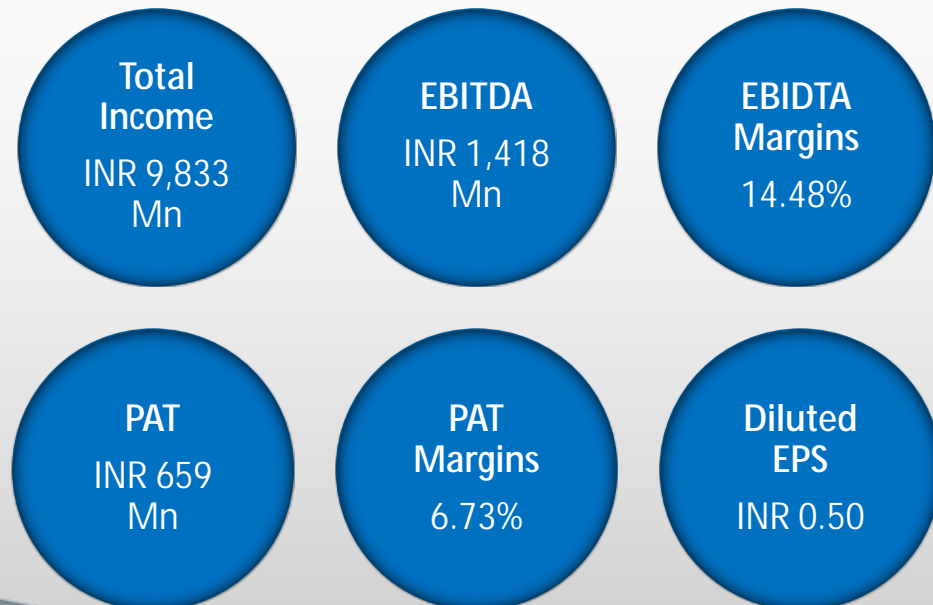 Total
Income
INR 9,833
Mn
EBITDA
INR 1,418
Mn
EBIDTA
Margins
14.48%
PAT
INR 659
Mn
PAT
Margins
6.73%
Diluted
EPS
INR 0.50